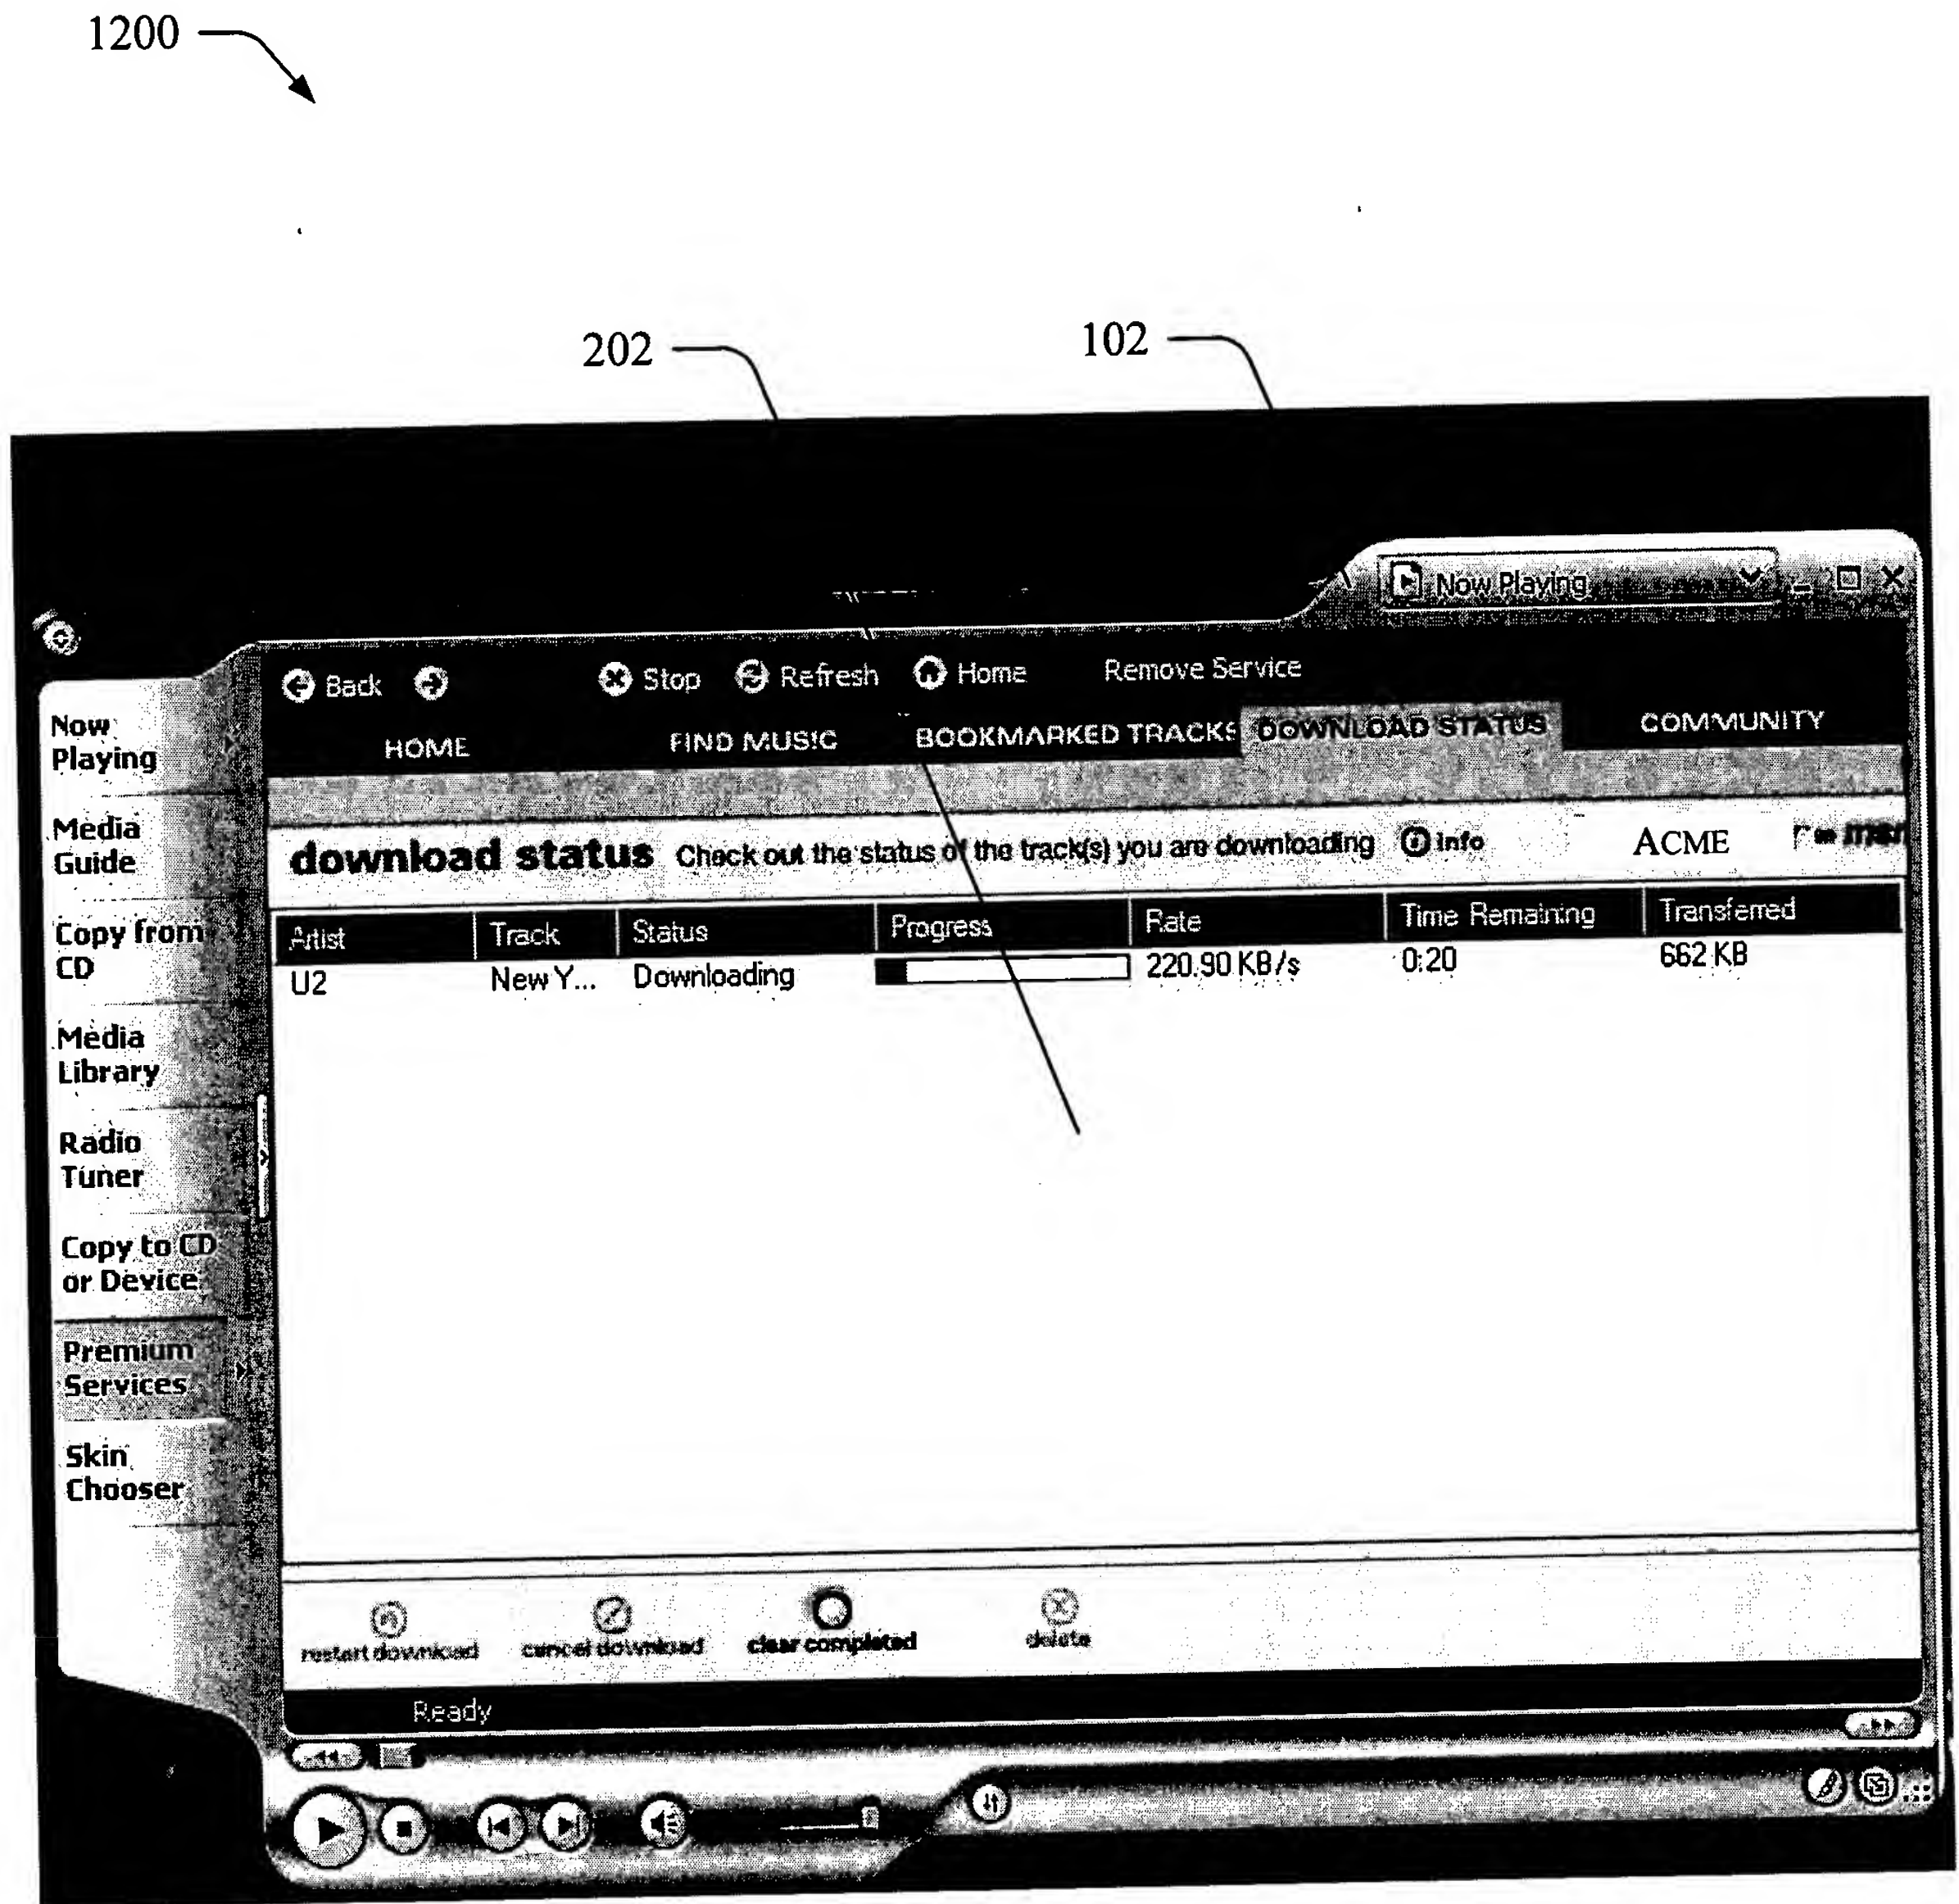 1200
202
102
Now Playing
Back Stop Refresh Home Remove Service
HOME FIND MUSIC BOOKMARKED TRACKS DOWNLOAD STATUS COMMUNITY
download status Check out the status of the track(s) you are downloading info ACME msn
Artist Track Status Progress Rate Time Remaining Transferred
U2 New Y... Downloading 220.90 KB/s 0:20 662 KB
Now
Playing
Media
Guide
Copy from
CD
Media
Library
Radio
Tuner
Copy to CD
or Device
Premium
Services
Skin
Chooser
restart download cancel download clear completed delete
Ready